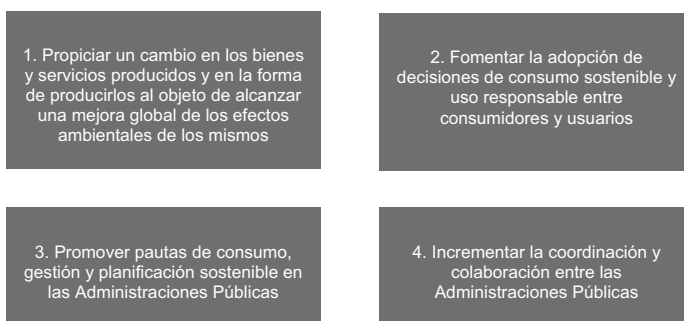 1. Propiciar un cambio en los bienes
y servicios producidos y en la forma
de producirlos al objeto de alcanzar
una mejora global de los efectos
ambientales de los mismos
2. Fomentar la adopción de
decisiones de consumo sostenible y
uso responsable entre
consumidores y usuarios
3. Promover pautas de consumo,
gestión y planificación sostenible en
las Administraciones Públicas
4. Incrementar la coordinación y
colaboración entre las
Administraciones Públicas